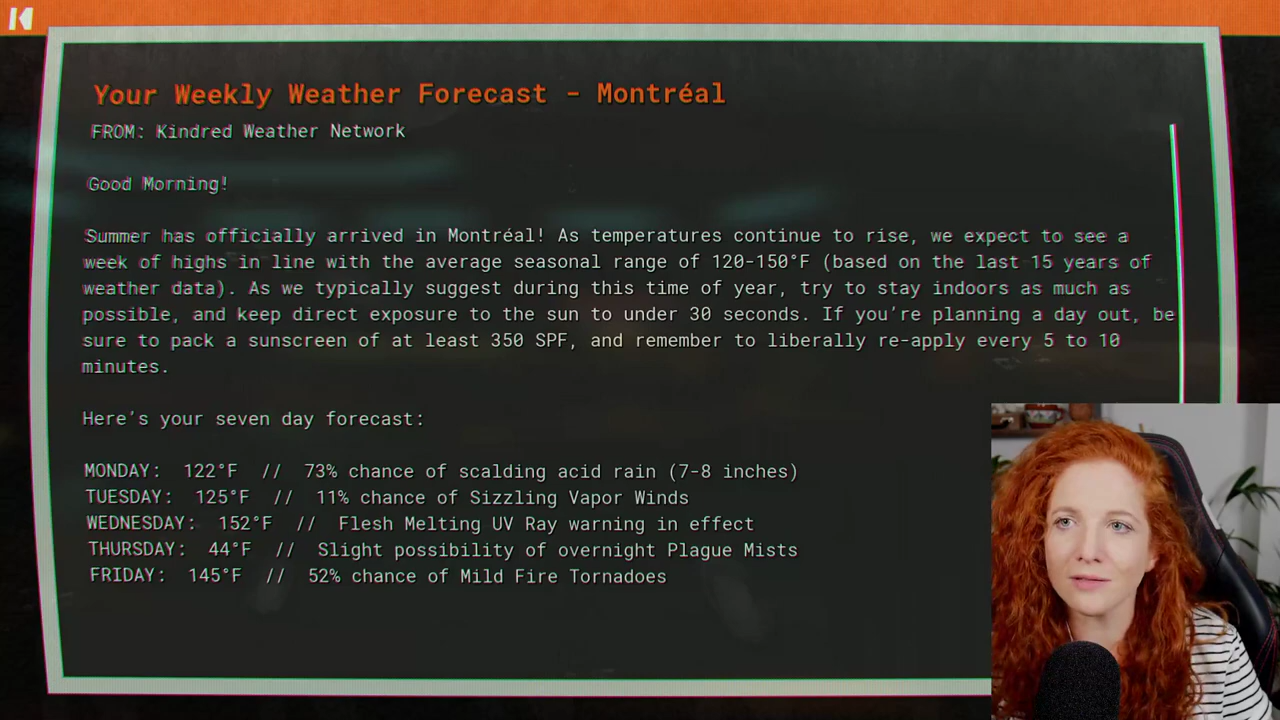 Your Weekly Weather Forecast - Montréal
FROM: Kindred Weather Network
Good Morning!
Summer has officially arrived in Montréal! As temperatures continue to rise, we expect to see a
week of highs in line with the average seasonal range of 120-150°F (based on the last 15 years of
weather data). As we typically suggest during this time of year, try to stay indoors as much as
possible, and keep direct exposure to the sun to under 30 seconds. If you're planning a day out, be
sure to pack a sunscreen of at least 350 SPF, and remember to liberally re-apply every 5 to 10
minutes.
Here's your seven day forecast:
MONDAY: 122°F // 73% chance of scalding acid rain (7-8 inches)
TUESDAY: 125°F // 11% chance of Sizzling Vapor Winds
WEDNESDAY: 152°F // Flesh Melting UV Ray warning in effect
THURSDAY: 44°F // Slight possibility of overnight Plague Mists
FRIDAY: 145°F // 52% chance of Mild Fire Tornadoes